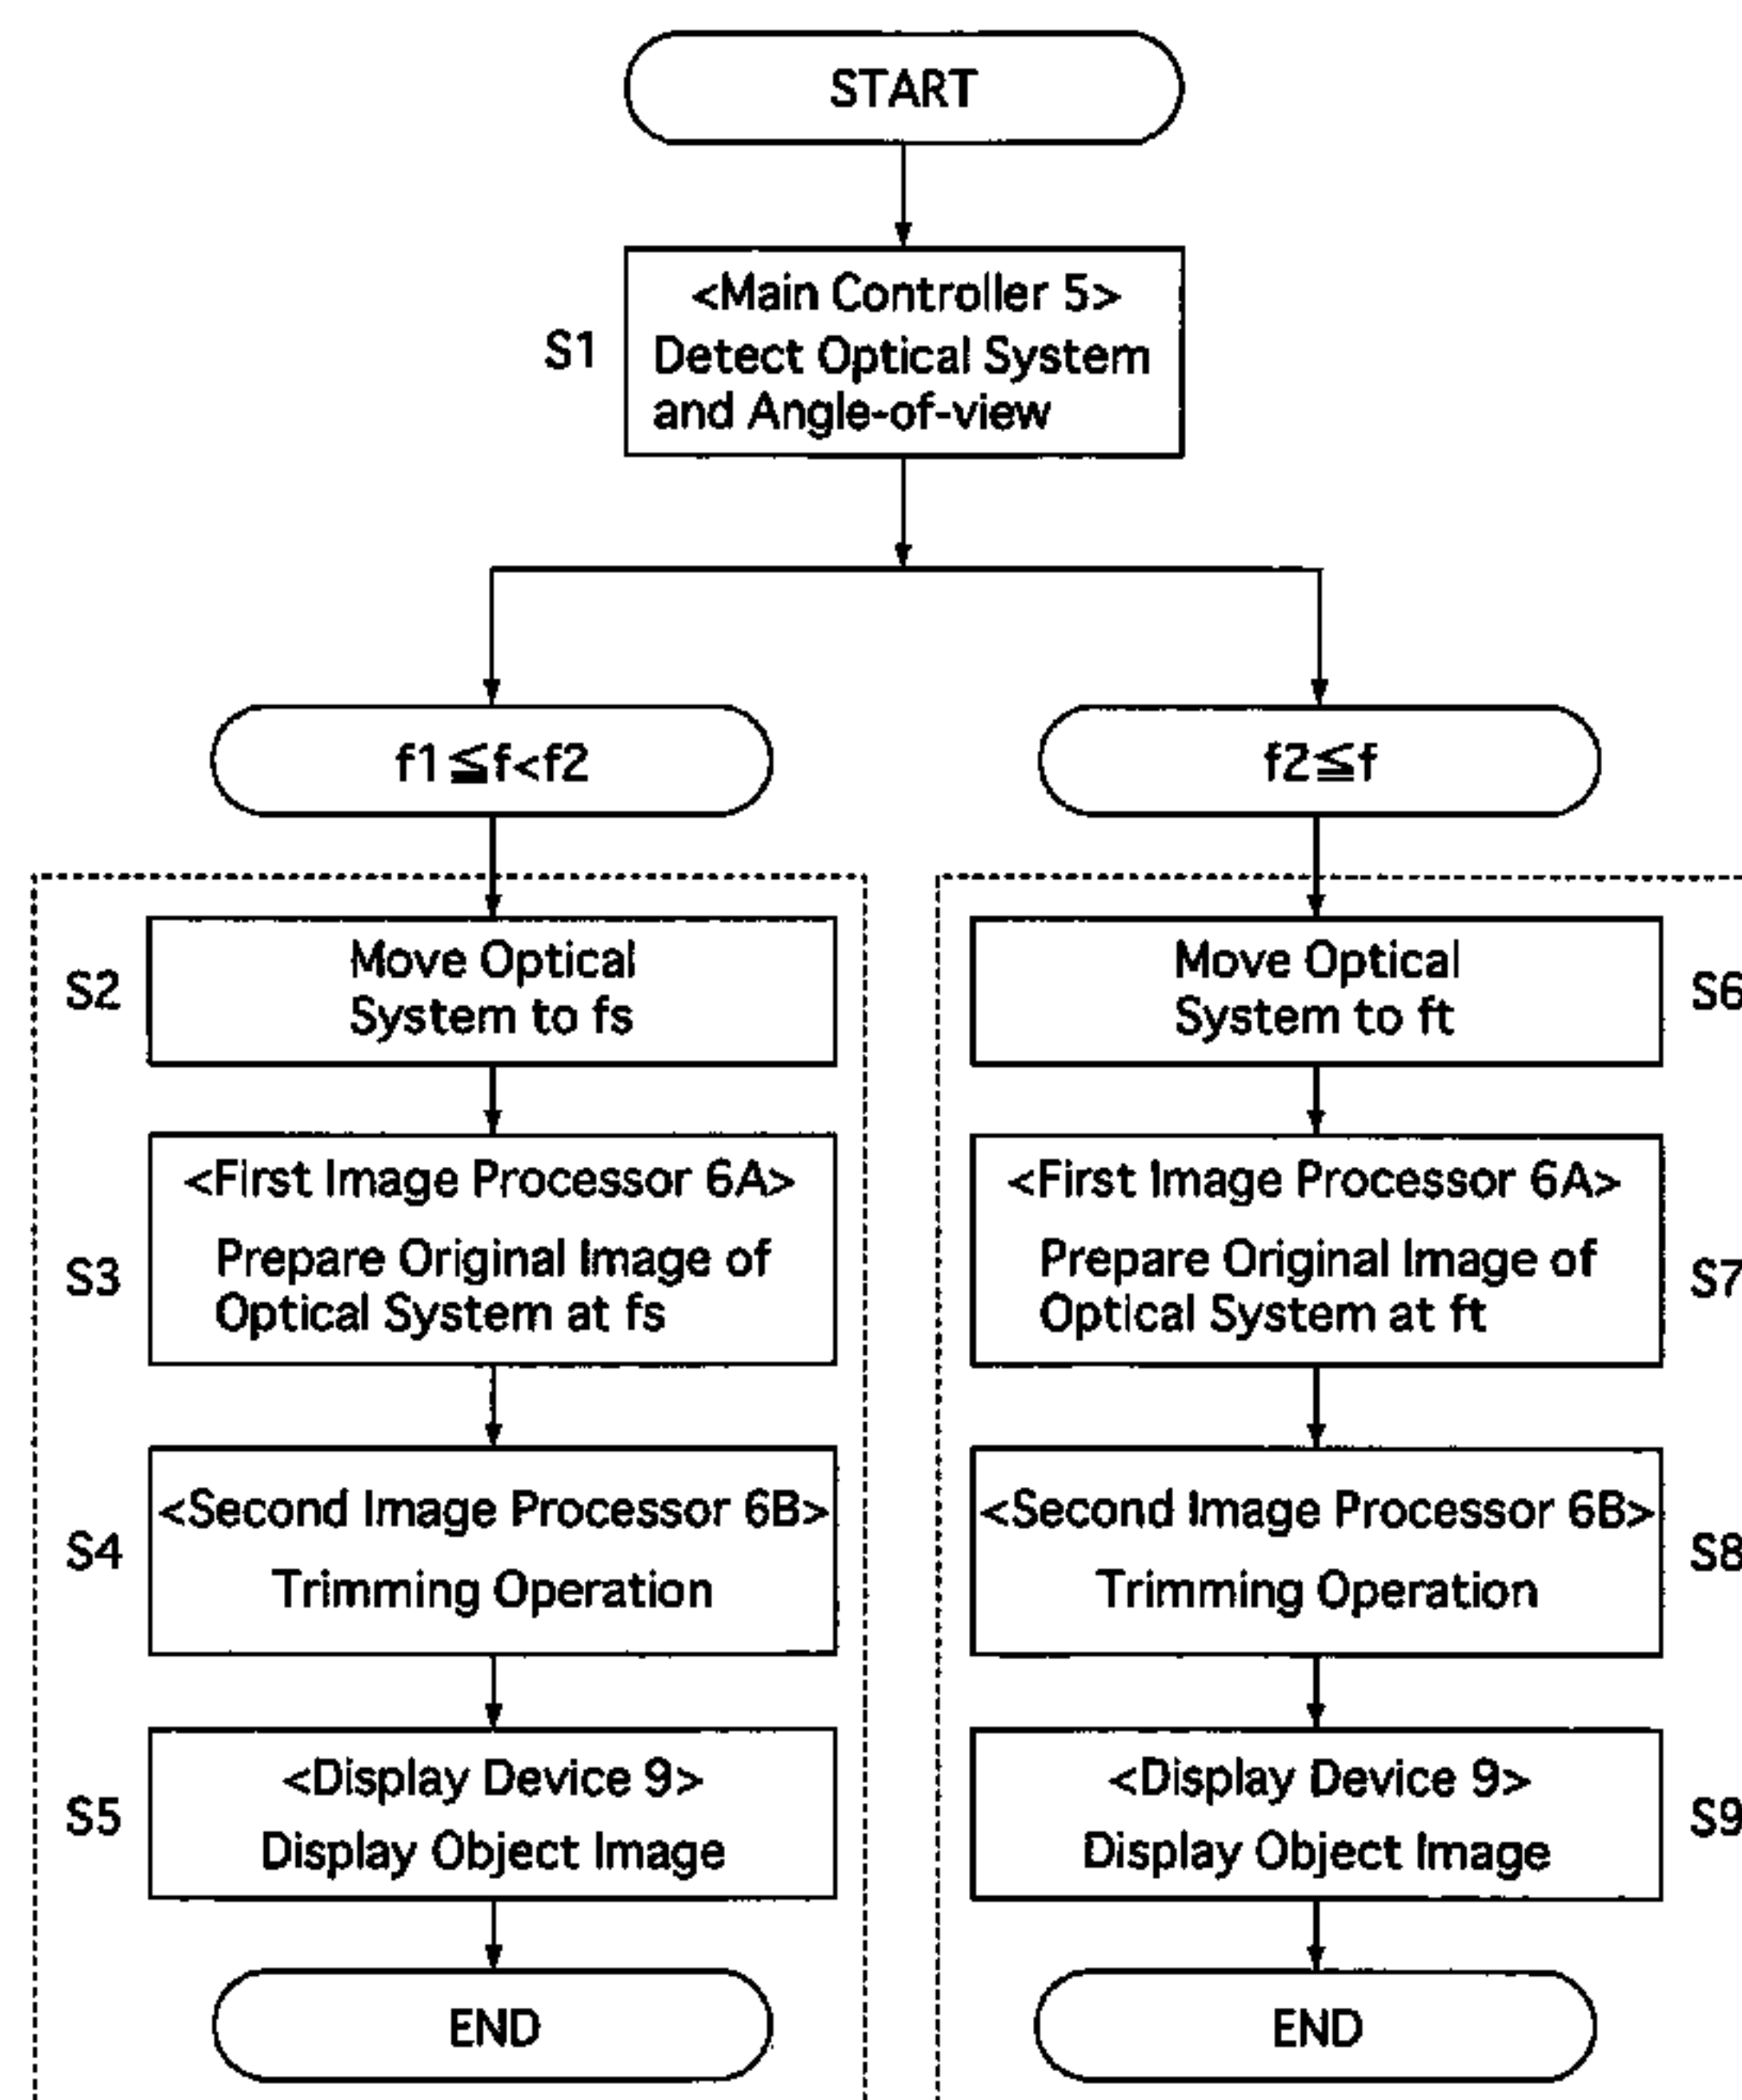 START
<Main Controller 5>
S1
Detect Optical System
and Angle-of-view
f1≦f<f2
f2≦f
S2
Move Optical
System to fs
Move Optical
System to ft
S6
<First Image Processor 6A>
S3
Prepare Original Image of
Optical System at fs
<First Image Processor 6A>
Prepare Original Image of
Optical System at ft
S7
<Second Image Processor 6B>
S4
Trimming Operation
<Second Image Processor 6B>
Trimming Operation
S8
<Display Device 9>
S5
Display Object Image
<Display Device 9>
Display Object Image
S9
END
END